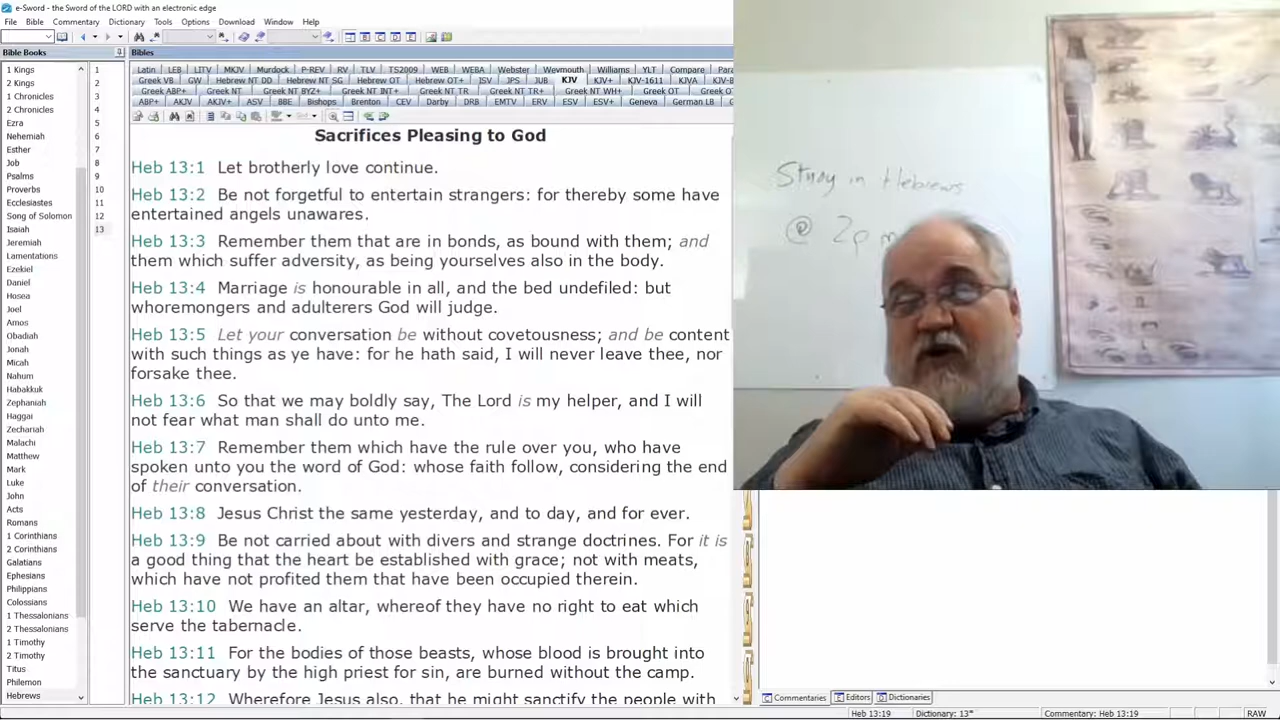 e-Sword - the Sword of the LORD with an electronic edge
File Bible Commentary Dictionary Tools Options Download Window Help
Bible Books
1 Kings
2 Kings
1 Chronicles
2 Chronicles
Ezra
Nehemiah
Esther
Job
Psalms
Proverbs
Ecclesiastes
Song of Solomon
Isaiah
Jeremiah
Lamentations
Ezekiel
Daniel
Hosea
Joel
Amos
Obadiah
Jonah
Micah
Nahum
Habakkuk
Zephaniah
Haggai
Zechariah
Malachi
Matthew
Mark
Luke
John
Acts
Romans
1 Corinthians
2 Corinthians
Galatians
Ephesians
Philippians
Colossians
1 Thessalonians
2 Thessalonians
1 Timothy
2 Timothy
Titus
Philemon
Hebrews
1
2
3
4
5
6
7
8
9
10
11
12
13
Bibles
Latin LEB LITV MKJV Murdock P-REV RV TLV TS2009 WEB WEBA Webster Weymouth Williams YLT Compare Para
Greek VB GW Hebrew NT DD Hebrew NT SG Hebrew OT Hebrew OT+ ISV JPS JUB KJV KJV+ KJV-1611 KJVA KJV-B
Greek ABP+ Greek NT Greek NT BYZ+ Greek NT INT+ Greek NT TR Greek NT TR+ Greek NT WH+ Greek OT Greek OT
ABP+ AKJV AKJV+ ASV BBE Bishops Brenton CEV Darby DRB EMTV ERV ESV ESV+ Geneva German LB
Sacrifices Pleasing to God
Heb 13:1 Let brotherly love continue.
Heb 13:2 Be not forgetful to entertain strangers: for thereby some have
entertained angels unawares.
Heb 13:3 Remember them that are in bonds, as bound with them; and
them which suffer adversity, as being yourselves also in the body.
Heb 13:4 Marriage is honourable in all, and the bed undefiled: but
whoremongers and adulterers God will judge.
Heb 13:5 Let your conversation be without covetousness; and be content
with such things as ye have: for he hath said, I will never leave thee, nor
forsake thee.
Heb 13:6 So that we may boldly say, The Lord is my helper, and I will
not fear what man shall do unto me.
Heb 13:7 Remember them which have the rule over you, who have
spoken unto you the word of God: whose faith follow, considering the end
of their conversation.
Heb 13:8 Jesus Christ the same yesterday, and to day, and for ever.
Heb 13:9 Be not carried about with divers and strange doctrines. For it is
a good thing that the heart be established with grace; not with meats,
which have not profited them that have been occupied therein.
Heb 13:10 We have an altar, whereof they have no right to eat which
serve the tabernacle.
Heb 13:11 For the bodies of those beasts, whose blood is brought into
the sanctuary by the high priest for sin, are burned without the camp.
Heb 13:12 Wherefore Jesus also, that he might sanctify the people with
Study in Hebrews
@ 2pm
Commentaries Editors Dictionaries
Heb 13:19 Dictionary: 13* Commentary: Heb 13:19 RAW